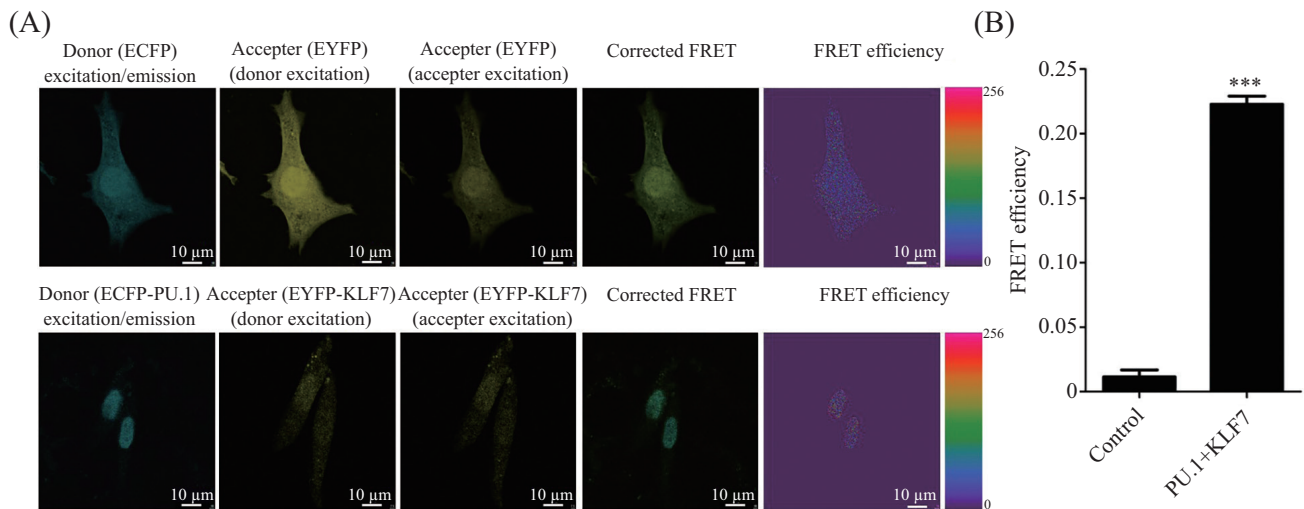 (A)
Donor (ECFP)
excitation/emission
Accepter (EYFP)
(donor excitation)
Accepter (EYFP)
(accepter excitation)
Corrected FRET
FRET efficiency
10 µm
10 µm
10 µm
10 µm
10 µm
256
0
Donor (ECFP-PU.1)
excitation/emission
Accepter (EYFP-KLF7)
(donor excitation)
Accepter (EYFP-KLF7)
(accepter excitation)
Corrected FRET
FRET efficiency
10 µm
10 µm
10 µm
10 µm
10 µm
256
0
(B)
FRET efficiency
0.25
0.20
0.15
0.10
0.05
0
***
Control
PU.1+KLF7